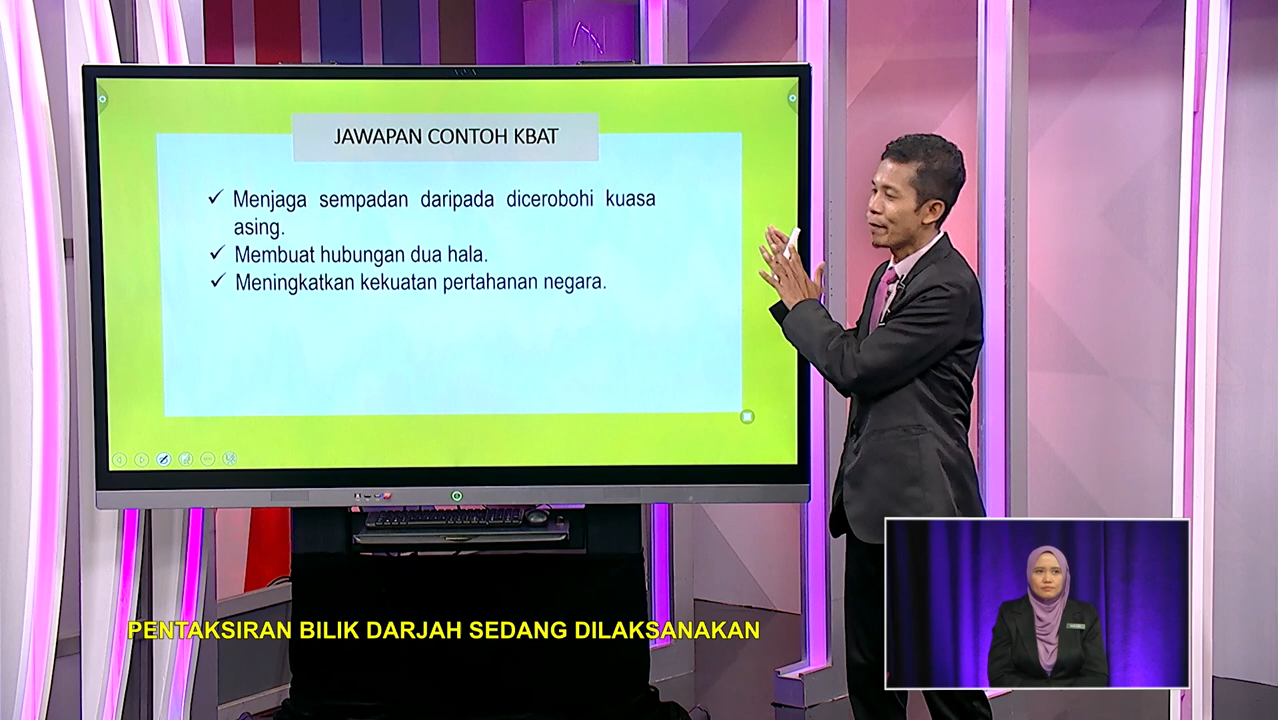 JAWAPAN CONTOH KBAT
✓ Menjaga sempadan daripada dicerobohi kuasa
asing.
✓ Membuat hubungan dua hala.
✓ Meningkatkan kekuatan pertahanan negara.
PENTAKSIRAN BILIK DARJAH SEDANG DILAKSANAKAN